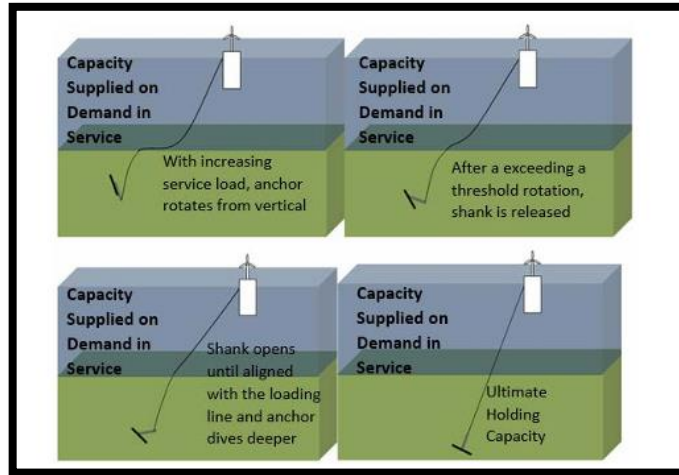 Capacity
Supplied on
Demand in
Service
With increasing
service load, anchor
rotates from vertical
Capacity
Supplied on
Demand in
Service
After a exceeding a
threshold rotation,
shank is released
Capacity
Supplied on
Demand in
Service
Shank opens
until aligned
with the loading
line and anchor
dives deeper
Capacity
Supplied on
Demand in
Service
Ultimate
Holding
Capacity